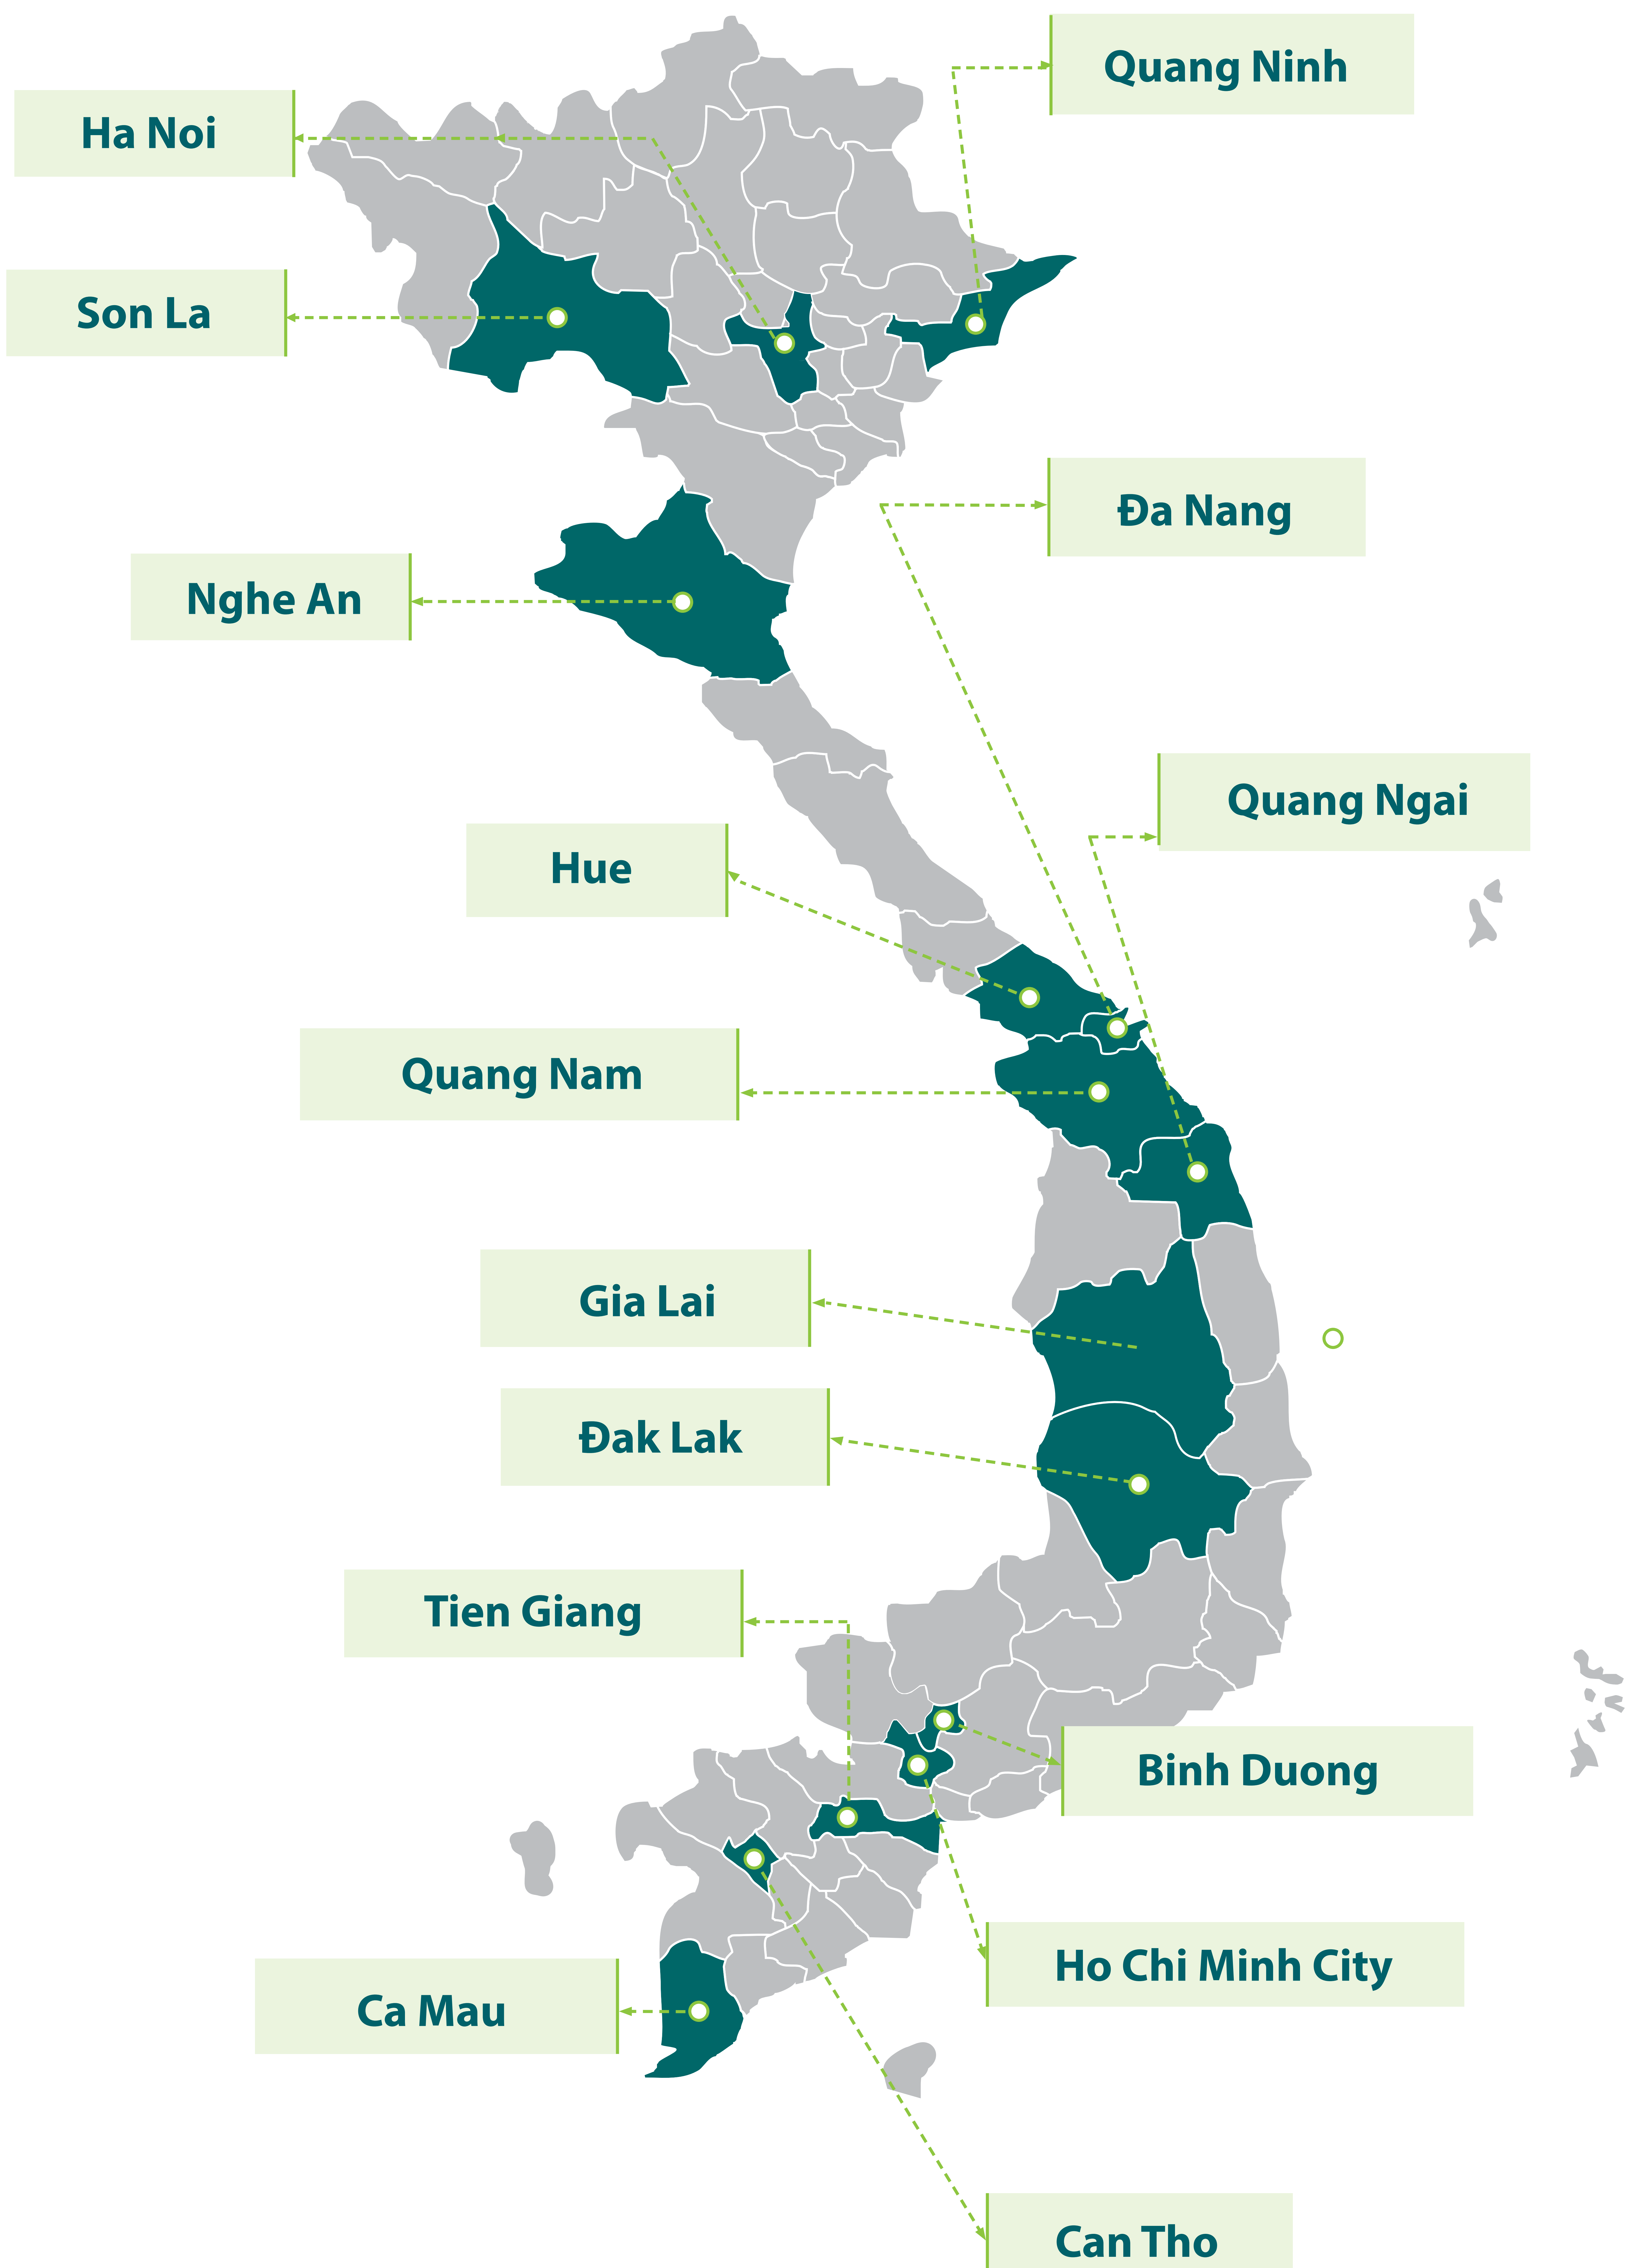 Quang Ninh
Ha Noi
Son La
Đa Nang
Nghe An
Quang Ngai
Hue
Quang Nam
Gia Lai
Đak Lak
Tien Giang
Binh Duong
Ho Chi Minh City
Ca Mau
Can Tho